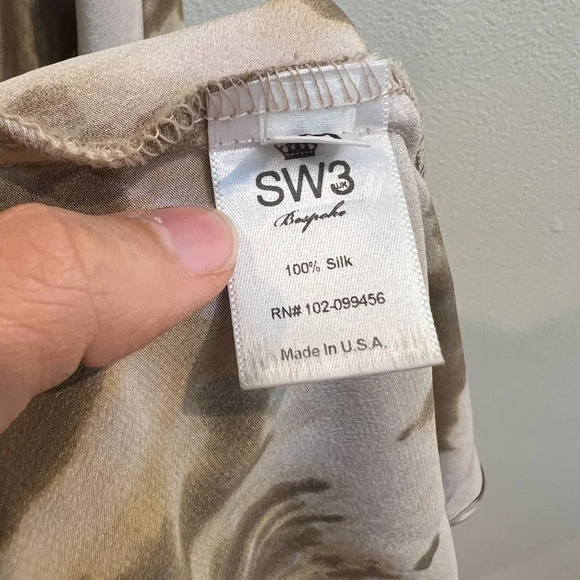 SW3 UK
Bespoke
100% Silk
RN# 102-099456
Made In U.S.A.